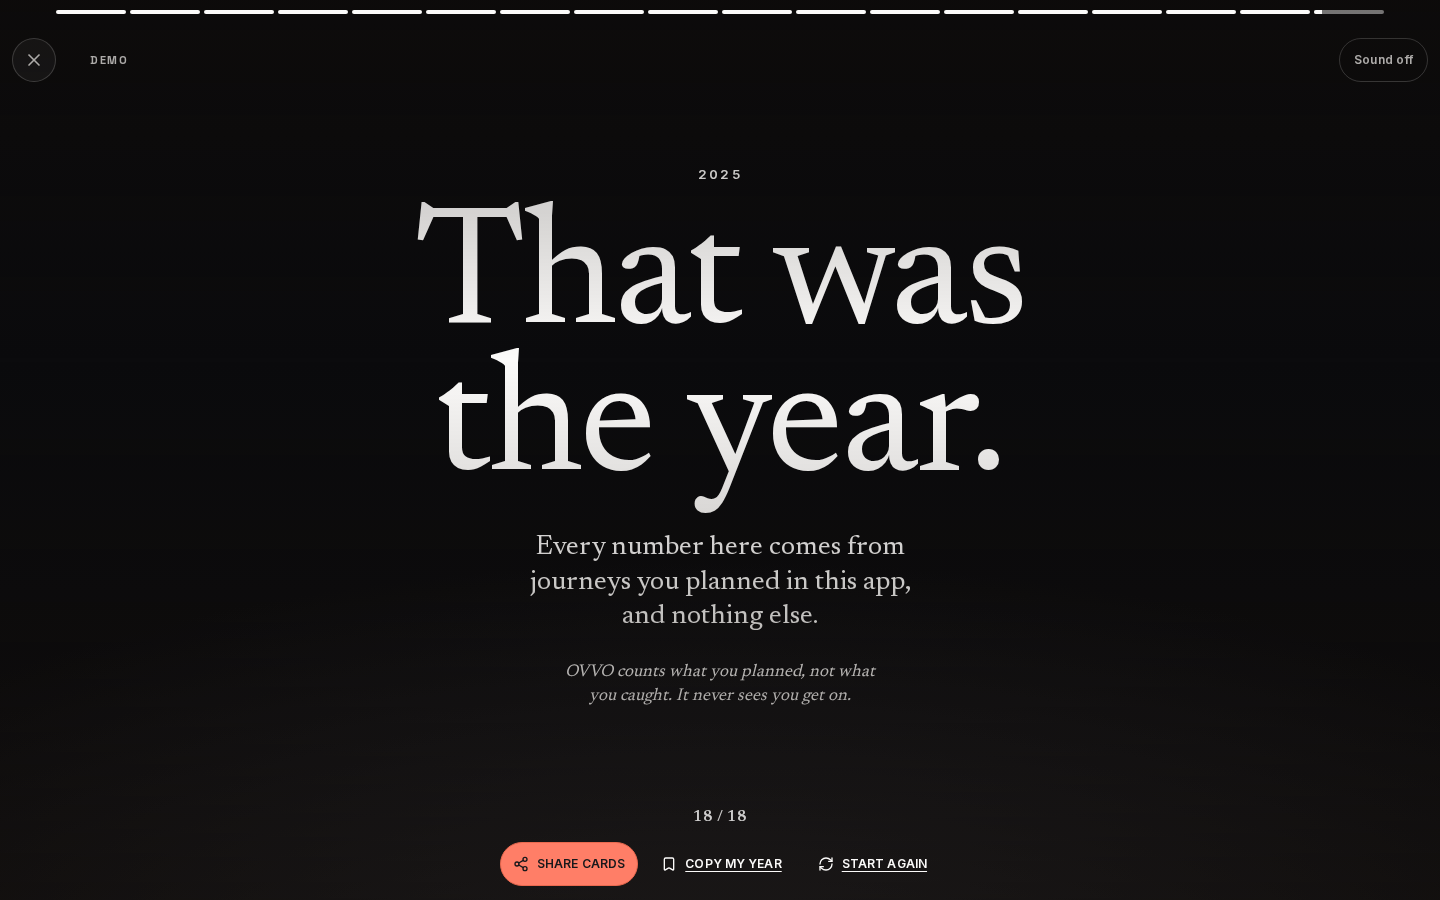 DEMO
Sound off
2025
That was
the year.
Every number here comes from
journeys you planned in this app,
and nothing else.
OVVO counts what you planned, not what
you caught. It never sees you get on.
18 / 18
SHARE CARDS
COPY MY YEAR
START AGAIN